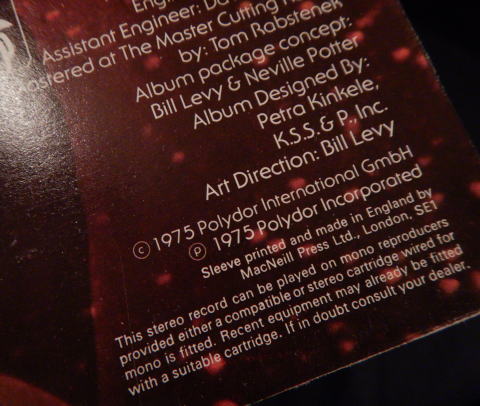 Assistant Engineer:
at The Master Cutting
by: Tom Rabstenek
Album package concept:
Bill Levy & Neville Potter
Album Designed By:
Petra Kinkele,
K.S.S. & P., Inc.
Art Direction: Bill Levy
© 1975 Polydor International GmbH
℗ 1975 Polydor Incorporated
Sleeve printed and made in England by
MacNeill Press Ltd., London, SE1
This stereo record can be played on mono reproducers
provided either a compatible or stereo cartridge wired for
mono is fitted. Recent equipment may already be fitted
with a suitable cartridge. If in doubt consult your dealer.